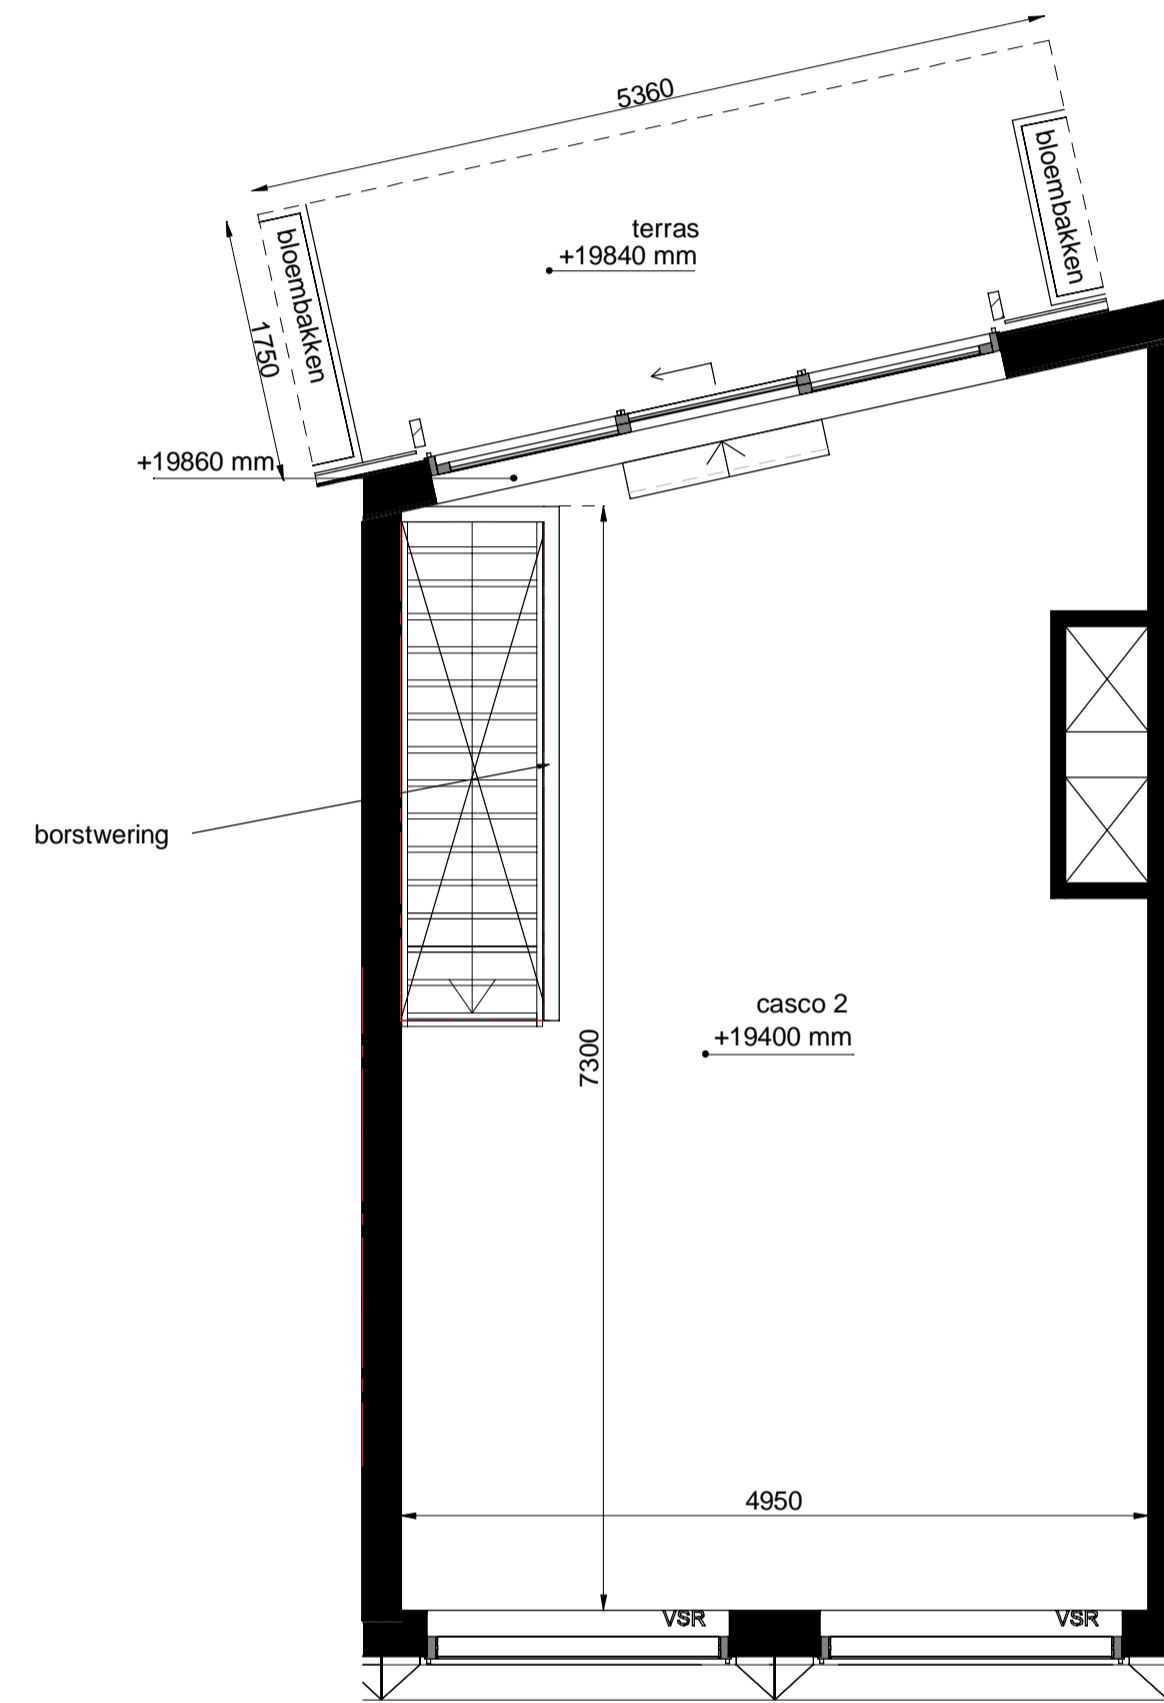 5360
bloembakken
terras
+19840 mm
bloembakken
1750
+19860 mm
borstwering
casco 2
+19400 mm
7300
4950
VSR
VSR